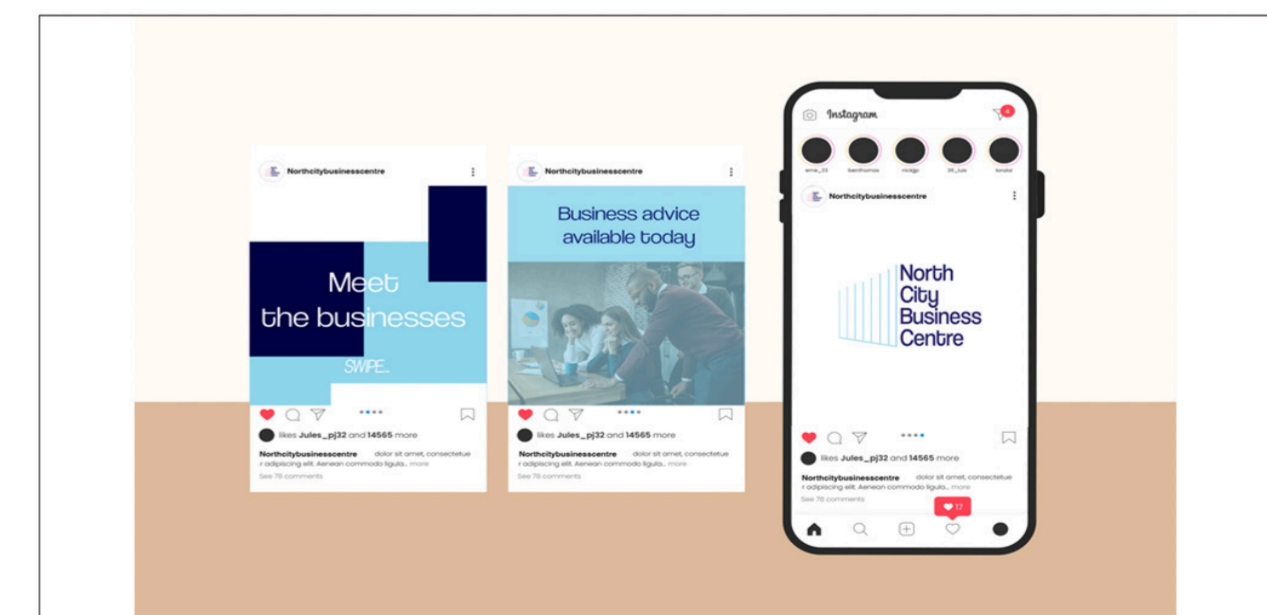 Northcitybusinesscentre
Meet
the businesses
SWIPE..
likes Jules_pj32 and 14565 more
Northcitybusinesscentre dolor sit amet, consectetue
r adipiscing elit. Aenean commodo ligula... more
See 78 comments
Northcitybusinesscentre
Business advice
available today
likes Jules_pj32 and 14565 more
Northcitybusinesscentre dolor sit amet, consectetue
r adipiscing elit. Aenean commodo ligula... more
See 78 comments
Instagram
4
Northcitybusinesscentre
North
City
Business
Centre
likes Jules_pj32 and 14565 more
Northcitybusinesscentre dolor sit amet, consectetue
r adipiscing elit. Aenean commodo ligula... more
See 78 comments
17